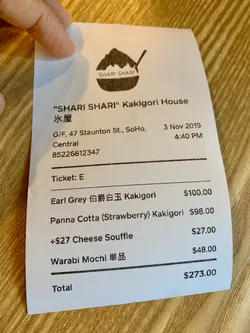 SHARI SHARI
"SHARI SHARI" Kakigori House
氷屋
G/F, 47 Staunton St., SoHo, 3 Nov 2019
Central 4:40 PM
85226612347
Ticket: E
Earl Grey 伯爵白玉 Kakigori $100.00
Panna Cotta (Strawberry) Kakigori $98.00
+$27 Cheese Souffle $27.00
Warabi Mochi 単品 $48.00
Total $273.00